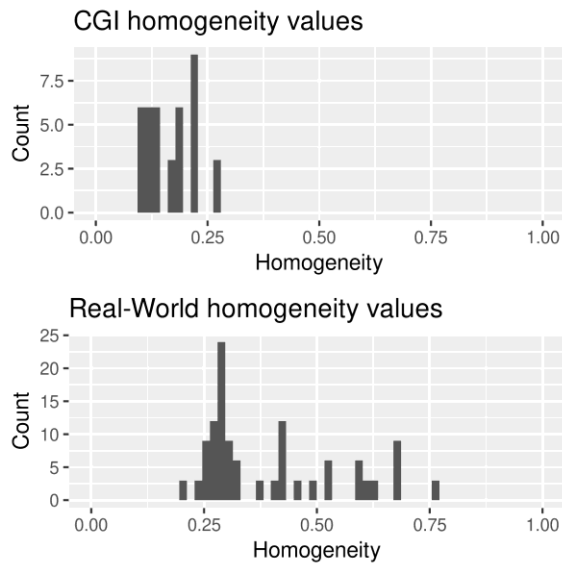 CGI homogeneity values
7.5
5.0
2.5
0.0
Count
0.00 0.25 0.50 0.75 1.00
Homogeneity
Real-World homogeneity values
25
20
15
10
5
0
Count
0.00 0.25 0.50 0.75 1.00
Homogeneity